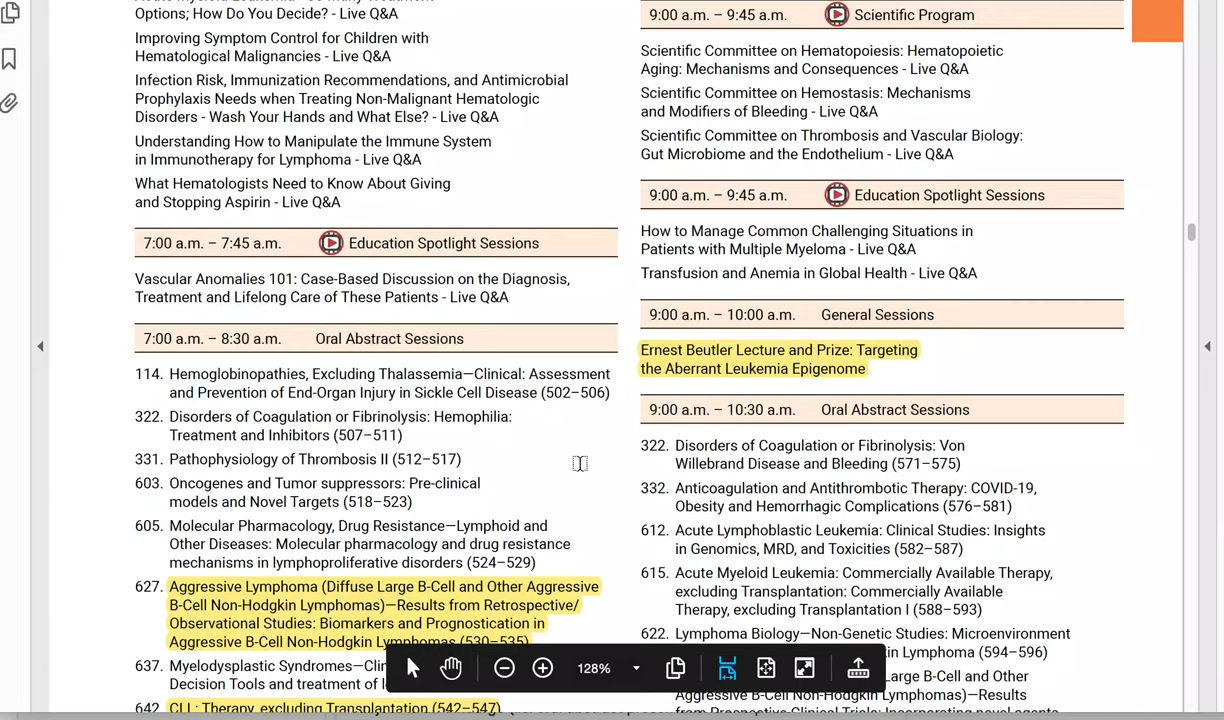 Options; How Do You Decide? - Live Q&A
Improving Symptom Control for Children with
Hematological Malignancies - Live Q&A
Infection Risk, Immunization Recommendations, and Antimicrobial
Prophylaxis Needs when Treating Non-Malignant Hematologic
Disorders - Wash Your Hands and What Else? - Live Q&A
Understanding How to Manipulate the Immune System
in Immunotherapy for Lymphoma - Live Q&A
What Hematologists Need to Know About Giving
and Stopping Aspirin - Live Q&A
7:00 a.m. – 7:45 a.m. Education Spotlight Sessions
Vascular Anomalies 101: Case-Based Discussion on the Diagnosis,
Treatment and Lifelong Care of These Patients - Live Q&A
7:00 a.m. – 8:30 a.m. Oral Abstract Sessions
114. Hemoglobinopathies, Excluding Thalassemia—Clinical: Assessment
and Prevention of End-Organ Injury in Sickle Cell Disease (502–506)
322. Disorders of Coagulation or Fibrinolysis: Hemophilia:
Treatment and Inhibitors (507–511)
331. Pathophysiology of Thrombosis II (512–517)
603. Oncogenes and Tumor suppressors: Pre-clinical
models and Novel Targets (518–523)
605. Molecular Pharmacology, Drug Resistance—Lymphoid and
Other Diseases: Molecular pharmacology and drug resistance
mechanisms in lymphoproliferative disorders (524–529)
627. Aggressive Lymphoma (Diffuse Large B-Cell and Other Aggressive
B-Cell Non-Hodgkin Lymphomas)—Results from Retrospective/
Observational Studies: Biomarkers and Prognostication in
Aggressive B-Cell Non-Hodgkin Lymphomas (530–535)
637. Myelodysplastic Syndromes—Clin
Decision Tools and treatment of
642. CLL: Therapy, excluding Transplantation (542–547)
9:00 a.m. – 9:45 a.m. Scientific Program
Scientific Committee on Hematopoiesis: Hematopoietic
Aging: Mechanisms and Consequences - Live Q&A
Scientific Committee on Hemostasis: Mechanisms
and Modifiers of Bleeding - Live Q&A
Scientific Committee on Thrombosis and Vascular Biology:
Gut Microbiome and the Endothelium - Live Q&A
9:00 a.m. – 9:45 a.m. Education Spotlight Sessions
How to Manage Common Challenging Situations in
Patients with Multiple Myeloma - Live Q&A
Transfusion and Anemia in Global Health - Live Q&A
9:00 a.m. – 10:00 a.m. General Sessions
Ernest Beutler Lecture and Prize: Targeting
the Aberrant Leukemia Epigenome
9:00 a.m. – 10:30 a.m. Oral Abstract Sessions
322. Disorders of Coagulation or Fibrinolysis: Von
Willebrand Disease and Bleeding (571–575)
332. Anticoagulation and Antithrombotic Therapy: COVID-19,
Obesity and Hemorrhagic Complications (576–581)
612. Acute Lymphoblastic Leukemia: Clinical Studies: Insights
in Genomics, MRD, and Toxicities (582–587)
615. Acute Myeloid Leukemia: Commercially Available Therapy,
excluding Transplantation: Commercially Available
Therapy, excluding Transplantation I (588–593)
622. Lymphoma Biology—Non-Genetic Studies: Microenvironment
kin Lymphoma (594–596)
Large B-Cell and Other
Aggressive B-Cell Non-Hodgkin Lymphomas)—Results
128%